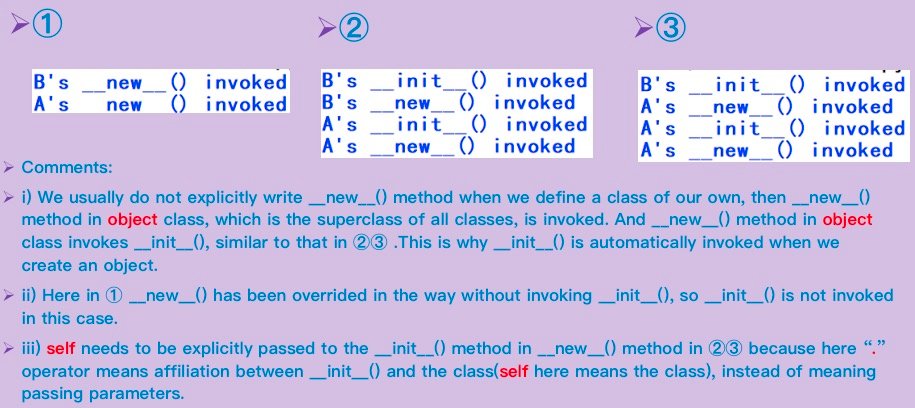 ①
②
③
B's __new__() invoked
A's __new__() invoked
B's __init__() invoked
B's __new__() invoked
A's __init__() invoked
A's __new__() invoked
B's __init__() invoked
A's __new__() invoked
A's __init__() invoked
A's __new__() invoked
Comments:
i) We usually do not explicitly write __new__() method when we define a class of our own, then __new__()
method in object class, which is the superclass of all classes, is invoked. And __new__() method in object
class invokes __init__(), similar to that in ②③ .This is why __init__() is automatically invoked when we
create an object.
ii) Here in ① __new__() has been overrided in the way without invoking __init__(), so __init__() is not invoked
in this case.
iii) self needs to be explicitly passed to the __init__() method in __new__() method in ②③ because here “.”
operator means affiliation between __init__() and the class(self here means the class), instead of meaning
passing parameters.